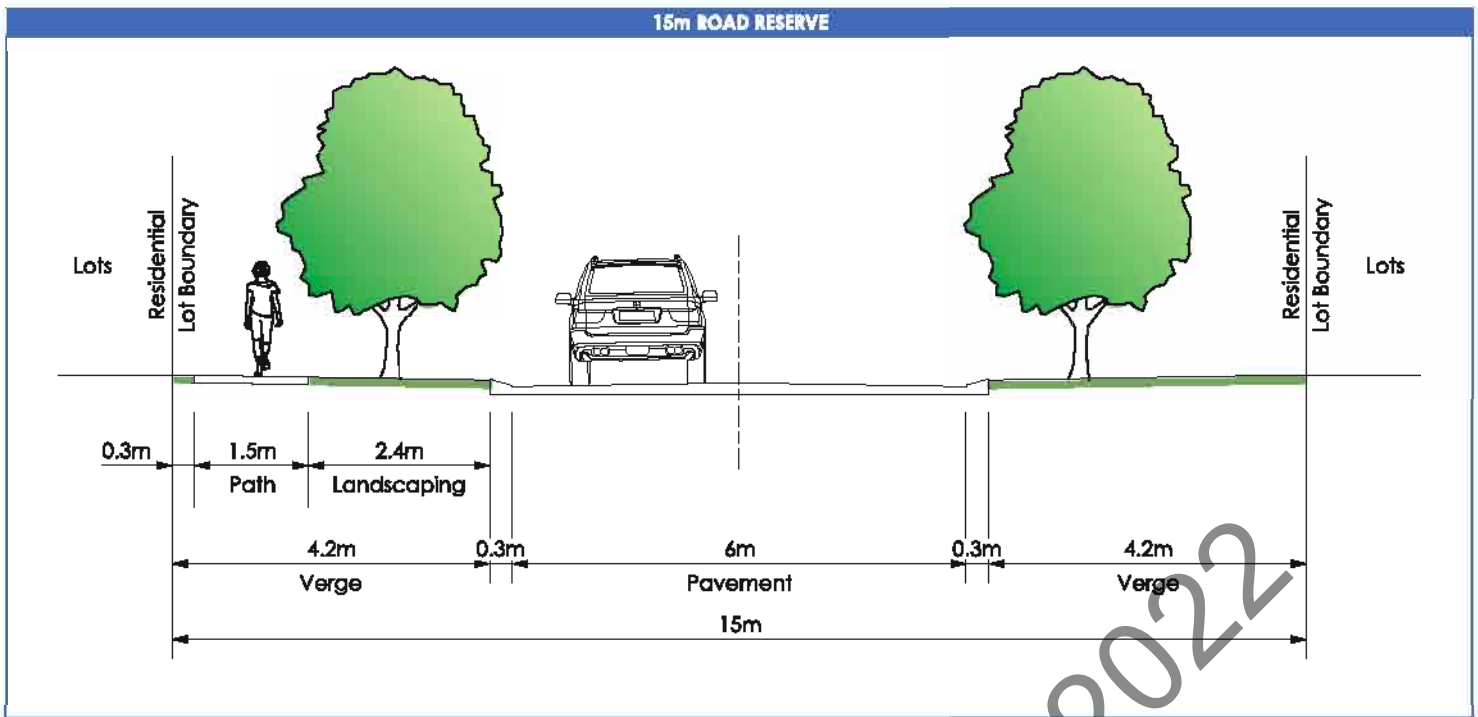 15m ROAD RESERVE
Lots
Residential
Lot Boundary
Residential
Lot Boundary
Lots
0.3m
1.5m
Path
2.4m
Landscaping
4.2m
Verge
0.3m
6m
Pavement
0.3m
4.2m
Verge
15m
2022